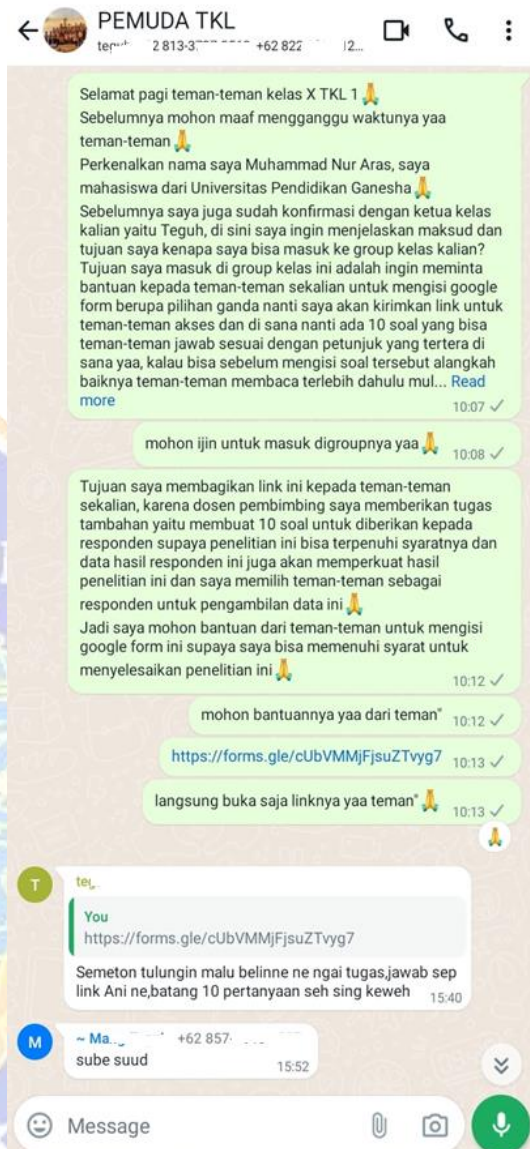 PEMUDA TKL
2 813-3 +62 822 2...
Selamat pagi teman-teman kelas X TKL 1 🙏
Sebelumnya mohon maaf mengganggu waktunya yaa
teman-teman 🙏
Perkenalkan nama saya Muhammad Nur Aras, saya
mahasiswa dari Universitas Pendidikan Ganesha 🙏
Sebelumnya saya juga sudah konfirmasi dengan ketua kelas
kalian yaitu Teguh, di sini saya ingin menjelaskan maksud dan
tujuan saya kenapa saya bisa masuk ke group kelas kalian?
Tujuan saya masuk di group kelas ini adalah ingin meminta
bantuan kepada teman-teman sekalian untuk mengisi google
form berupa pilihan ganda nanti saya akan kirimkan link untuk
teman-teman akses dan di sana nanti ada 10 soal yang bisa
teman-teman jawab sesuai dengan petunjuk yang tertera di
sana yaa, kalau bisa sebelum mengisi soal tersebut alangkah
baiknya teman-teman membaca terlebih dahulu mul... Read
more
10:07
mohon ijin untuk masuk digroupnya yaa 🙏 10:08
Tujuan saya membagikan link ini kepada teman-teman
sekalian, karena dosen pembimbing saya memberikan tugas
tambahan yaitu membuat 10 soal untuk diberikan kepada
responden supaya penelitian ini bisa terpenuhi syaratnya dan
data hasil responden ini juga akan memperkuat hasil
penelitian ini dan saya memilih teman-teman sebagai
responden untuk pengambilan data ini 🙏
Jadi saya mohon bantuan dari teman-teman untuk mengisi
google form ini supaya saya bisa memenuhi syarat untuk
menyelesaikan penelitian ini 🙏
10:12
mohon bantuannya yaa dari teman" 10:12
https://forms.gle/cUbVMMjFjsuZTvyg7 10:13
langsung buka saja linknya yaa teman" 🙏 10:13
T
You
https://forms.gle/cUbVMMjFjsuZTvyg7
Semeton tulungin malu belinne ne ngai tugas,jawab sep
link Ani ne,batang 10 pertanyaan seh sing keweh 15:40
M
~ Ma +62 857
sube suud 15:52
Message